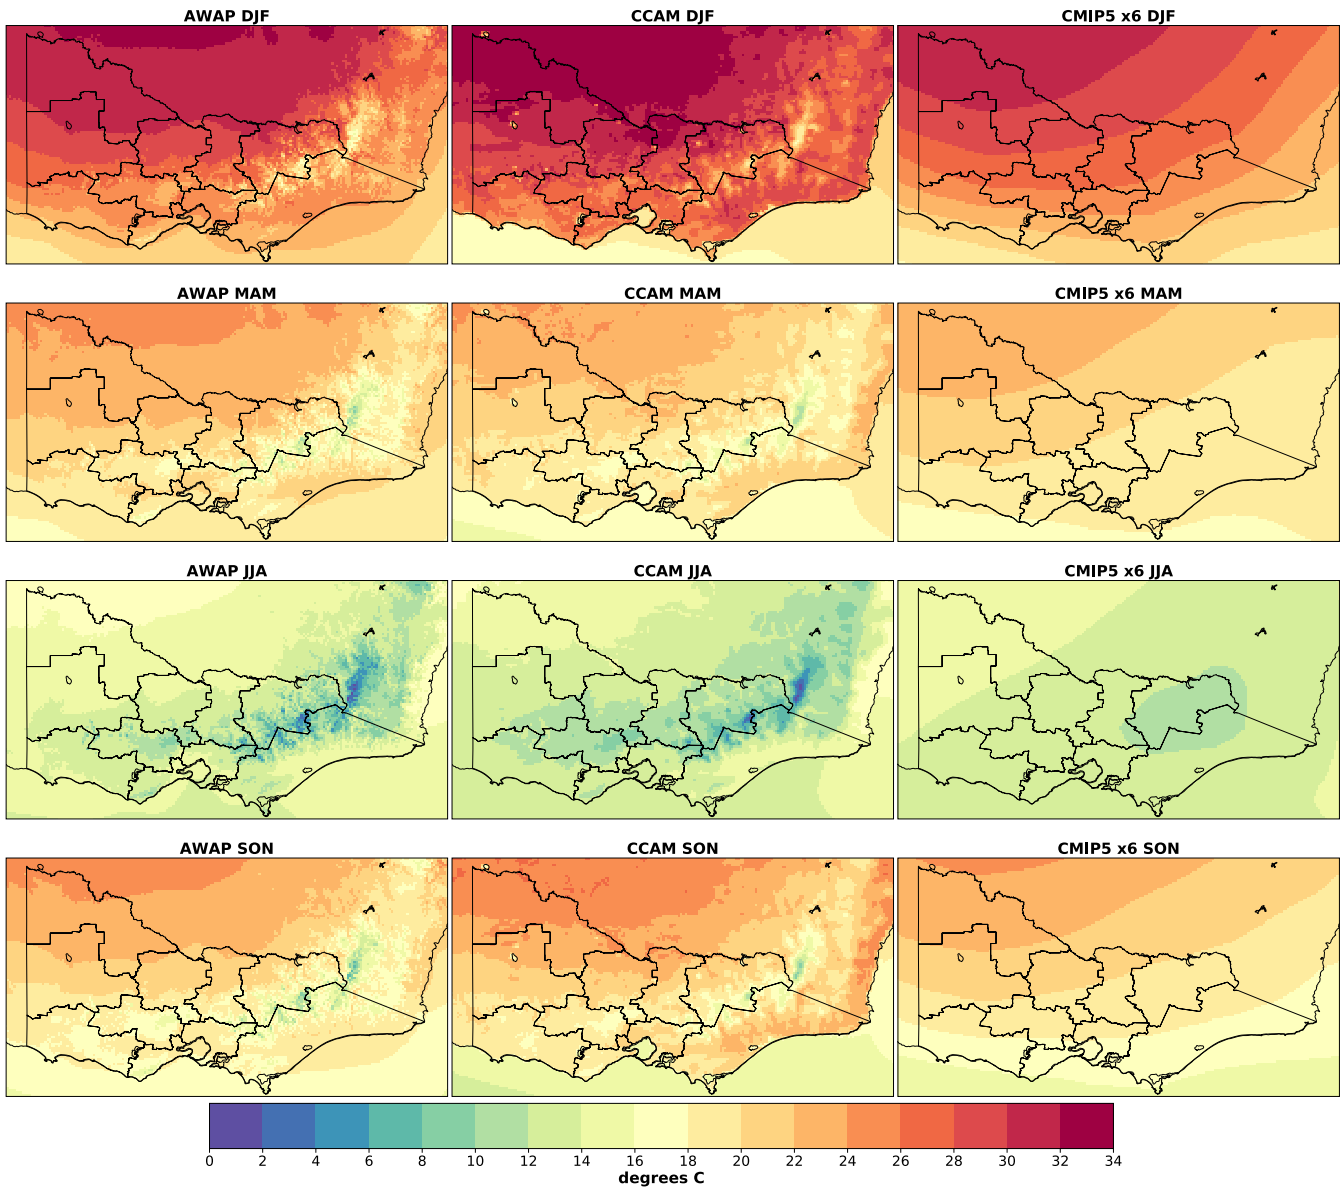 AWAP DJF CCAM DJF CMIP5 x6 DJF
AWAP MAM CCAM MAM CMIP5 x6 MAM
AWAP JJA CCAM JJA CMIP5 x6 JJA
AWAP SON CCAM SON CMIP5 x6 SON
0 2 4 6 8 10 12 14 16 18 20 22 24 26 28 30 32 34
degrees C